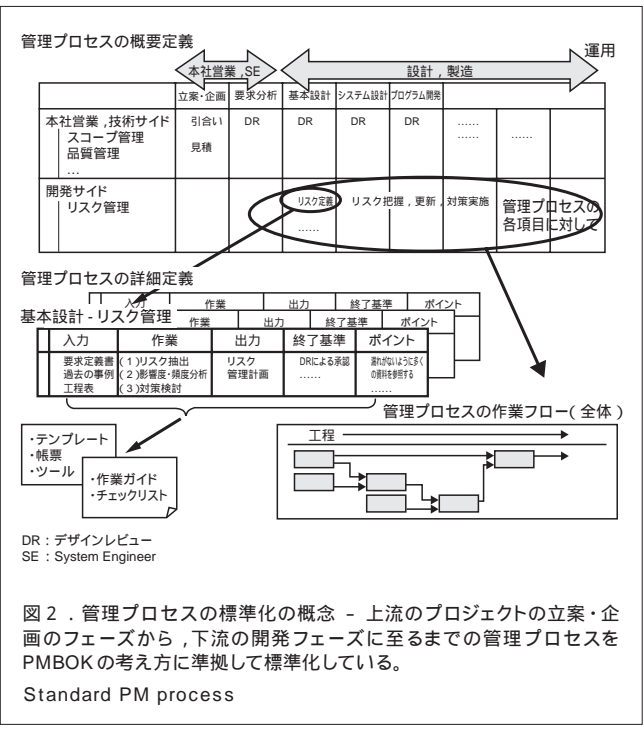 管理プロセスの概要定義
運用
本社営業,SE
設計,製造
立案・企画 要求分析 基本設計 システム設計 プログラム開発
本社営業,技術サイド 引合い DR DR DR DR …… ……
スコープ管理 ……
品質管理 見積
…
開発サイド
リスク管理 リスク定義 リスク把握,更新,対策実施 管理プロセスの
…… 各項目に対して
管理プロセスの詳細定義
入力 作業 出力 終了基準 ポイント
基本設計-リスク管理 作業 出力 終了基準 ポイント
入力 作業 出力 終了基準 ポイント
要求定義書 (1)リスク抽出 リスク DRによる承認 漏れがないように多く
過去の事例 (2)影響度・頻度分析 管理計画 …… の資料を参照する
工程表 (3)対策検討 ……
管理プロセスの作業フロー(全体)
工程
・テンプレート
・帳票
・ツール
・作業ガイド
・チェックリスト
DR:デザインレビュー
SE:System Engineer
図2.管理プロセスの標準化の概念 - 上流のプロジェクトの立案・企
画のフェーズから,下流の開発フェーズに至るまでの管理プロセスを
PMBOKの考え方に準拠して標準化している。
Standard PM process